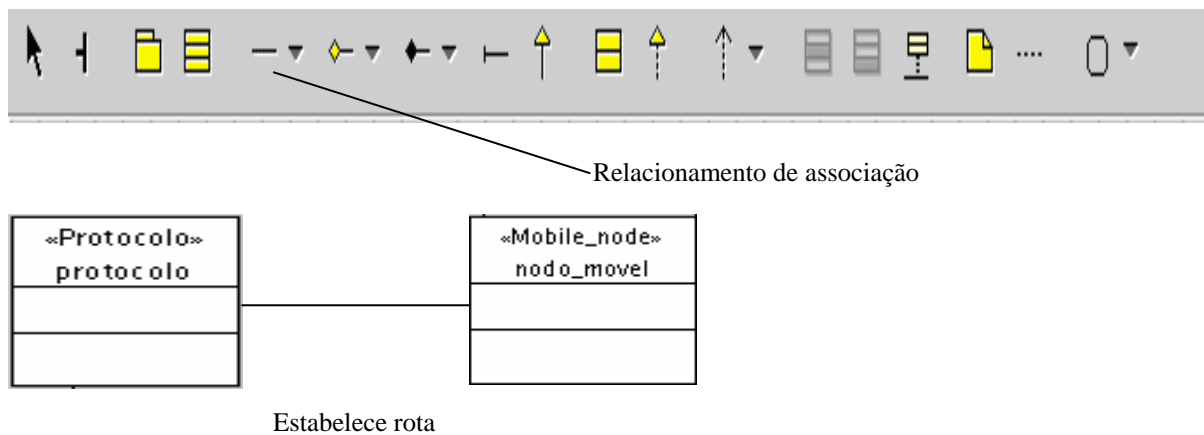 Relacionamento de associação
«Protocolo»
protocolo
«Mobile_node»
nodo_movel
Estabelece rota